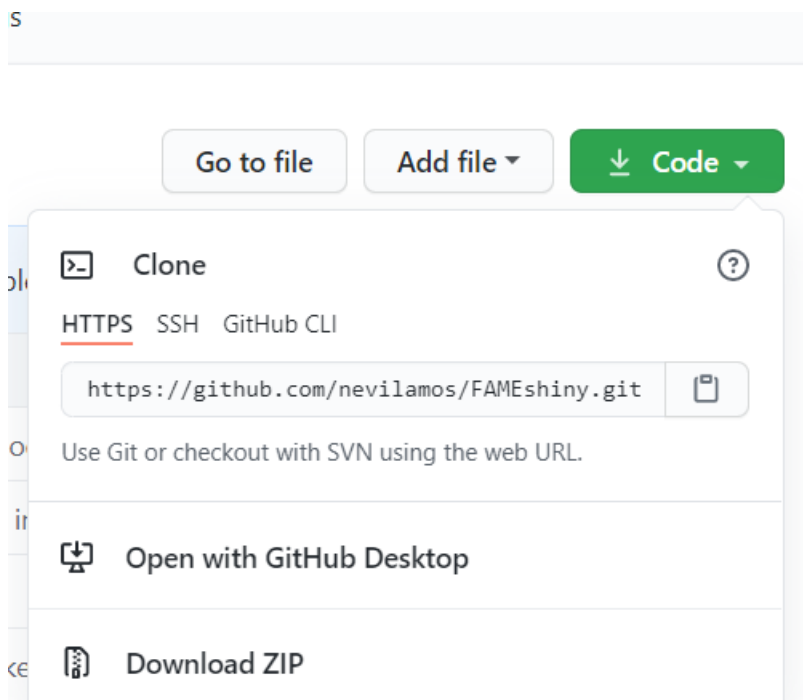 s
Go to file
Add file
Code
Clone
HTTPS SSH GitHub CLI
https://github.com/nevilamos/FAMEshiny.git
Use Git or checkout with SVN using the web URL.
Open with GitHub Desktop
Download ZIP